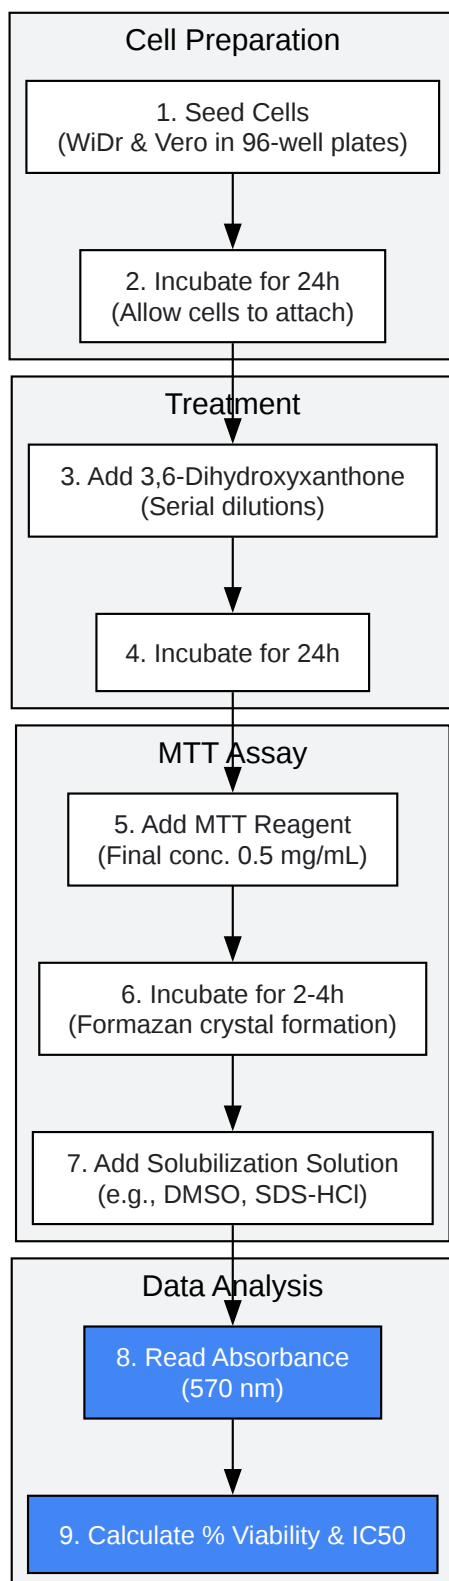 Cell Preparation
1. Seed Cells
(WiDr & Vero in 96-well plates)
2. Incubate for 24h
(Allow cells to attach)
Treatment
3. Add 3,6-Dihydroxyxanthone
(Serial dilutions)
4. Incubate for 24h
MTT Assay
5. Add MTT Reagent
(Final conc. 0.5 mg/mL)
6. Incubate for 2-4h
(Formazan crystal formation)
7. Add Solubilization Solution
(e.g., DMSO, SDS-HCl)
Data Analysis
8. Read Absorbance
(570 nm)
9. Calculate % Viability & IC50